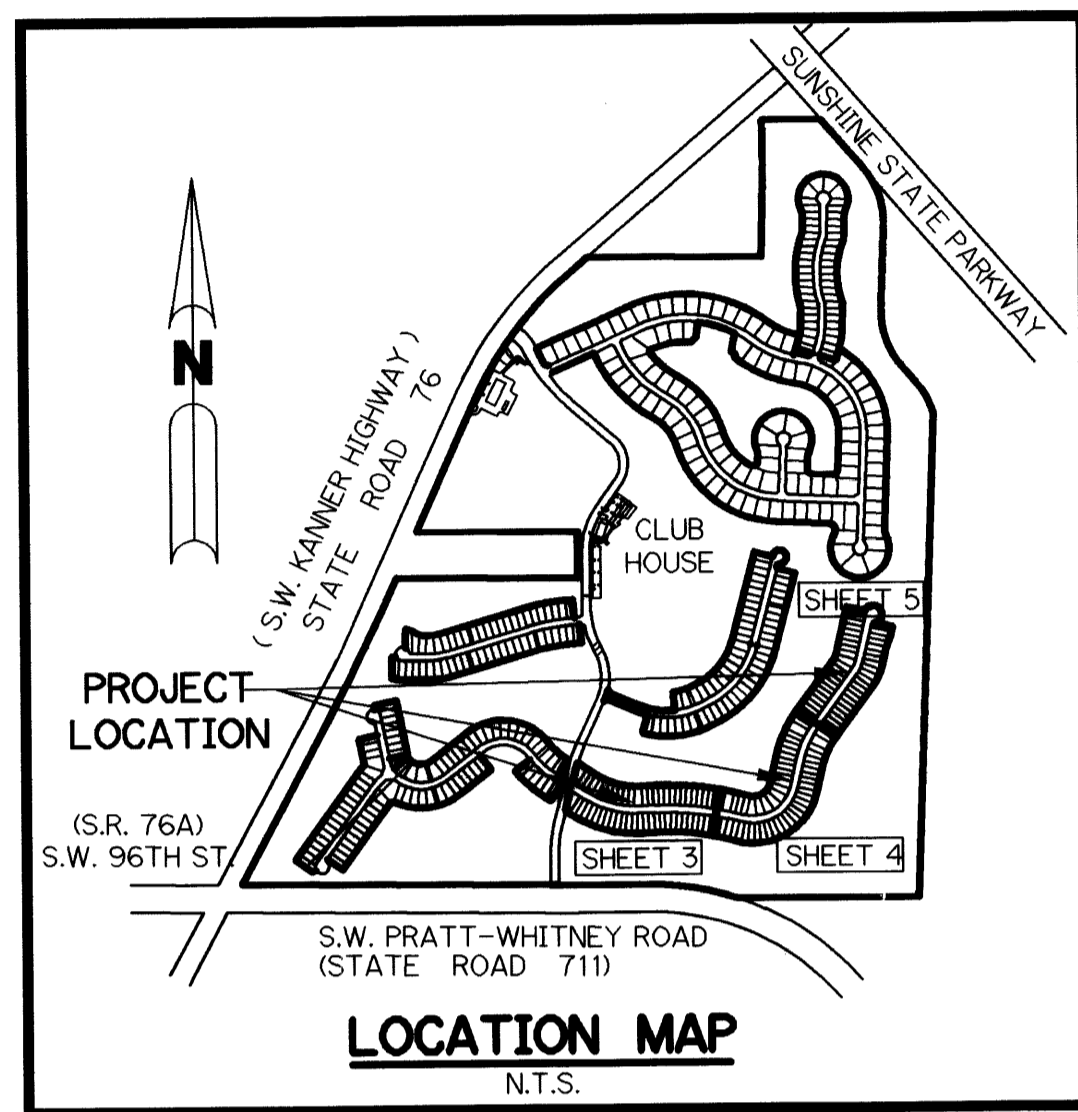 SUNSHINE STATE PARKWAY
N
( S.W. KANNER HIGHWAY )
STATE ROAD 76
CLUB
HOUSE
SHEET 5
PROJECT
LOCATION
(S.R. 76A)
S.W. 96TH ST.
SHEET 3
SHEET 4
S.W. PRATT-WHITNEY ROAD
(STATE ROAD 711)
LOCATION MAP
N.T.S.